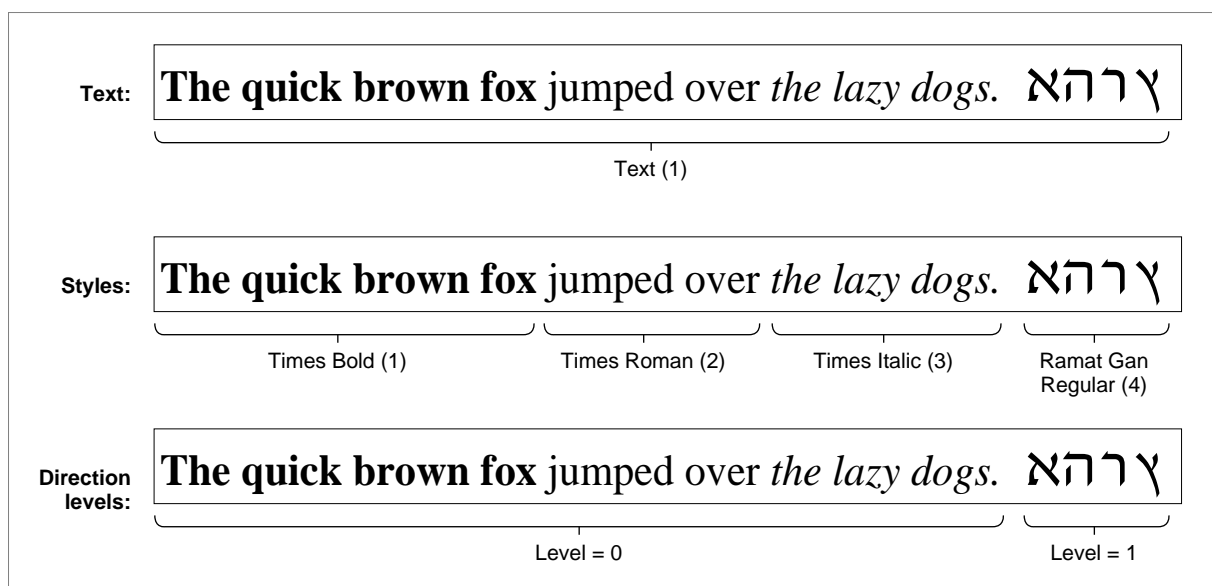 Text: The quick brown fox jumped over the lazy dogs. ץרהא
Text (1)
Styles: The quick brown fox jumped over the lazy dogs. ץרהא
Times Bold (1) Times Roman (2) Times Italic (3) Ramat Gan
Regular (4)
Direction
levels: The quick brown fox jumped over the lazy dogs. ץרהא
Level = 0 Level = 1